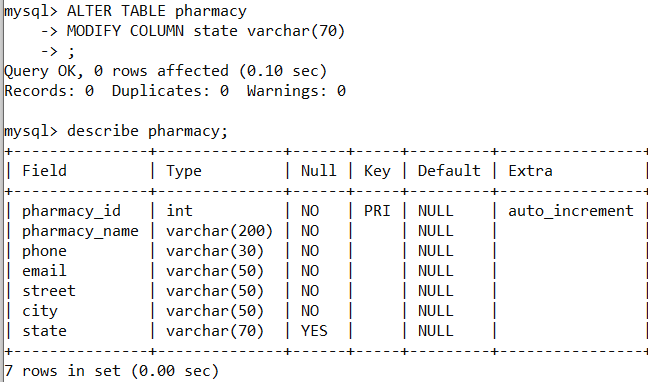 mysql> ALTER TABLE pharmacy
    -> MODIFY COLUMN state varchar(70)
    -> ;
Query OK, 0 rows affected (0.10 sec)
Records: 0  Duplicates: 0  Warnings: 0

mysql> describe pharmacy;
+---------------+--------------+------+-----+---------+----------------+
| Field         | Type         | Null | Key | Default | Extra          |
+---------------+--------------+------+-----+---------+----------------+
| pharmacy_id   | int          | NO   | PRI | NULL    | auto_increment |
| pharmacy_name | varchar(200) | NO   |     | NULL    |                |
| phone         | varchar(30)  | NO   |     | NULL    |                |
| email         | varchar(50)  | NO   |     | NULL    |                |
| street        | varchar(50)  | NO   |     | NULL    |                |
| city          | varchar(50)  | NO   |     | NULL    |                |
| state         | varchar(70)  | YES  |     | NULL    |                |
+---------------+--------------+------+-----+---------+----------------+
7 rows in set (0.00 sec)